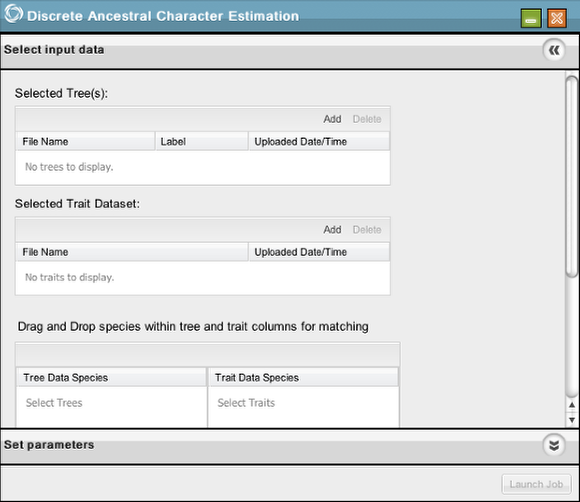 Discrete Ancestral Character Estimation
Select input data
Selected Tree(s):
Add Delete
File Name Label Uploaded Date/Time
No trees to display.
Selected Trait Dataset:
Add Delete
File Name Uploaded Date/Time
No traits to display.
Drag and Drop species within tree and trait columns for matching
Tree Data Species Trait Data Species
Select Trees Select Traits
Set parameters
Launch Job